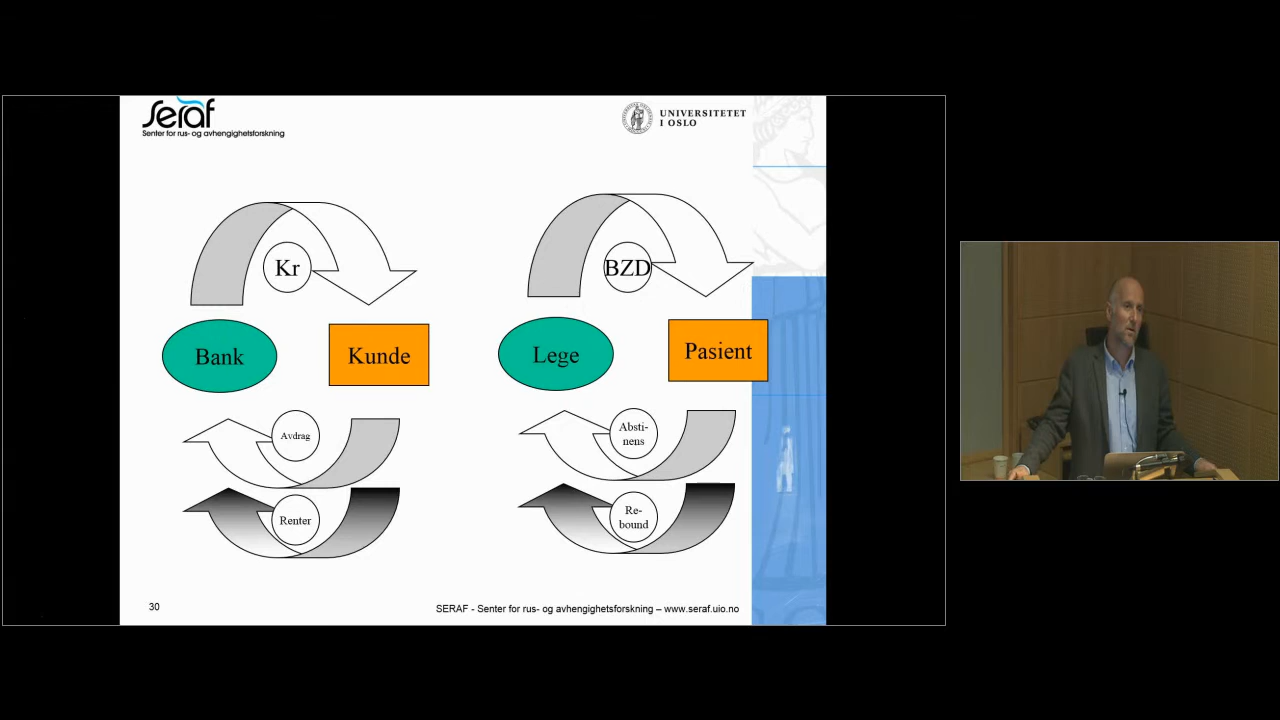 seraf
Senter for rus- og avhengighetsforskning
UNIVERSITETET
I OSLO
Kr
BZD
Bank
Kunde
Lege
Pasient
Avdrag
Absti-
nens
Renter
Re-
bound
30
SERAF - Senter for rus- og avhengighetsforskning – www.seraf.uio.no